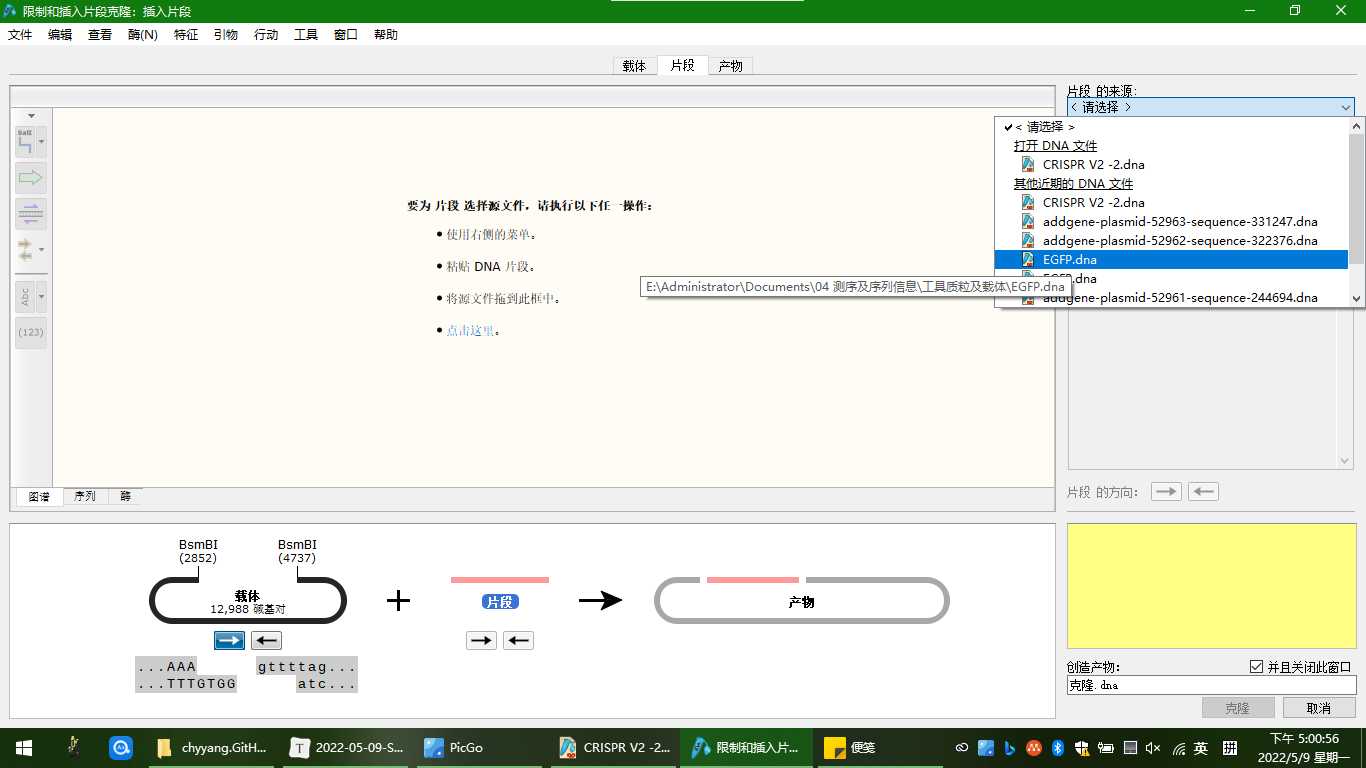 限制和插入片段克隆: 插入片段
文件 编辑 查看 酶(N) 特征 引物 行动 工具 窗口 帮助
载体 片段 产物
片段 的来源:
< 请选择 >
< 请选择 >
打开 DNA 文件
CRISPR V2 -2.dna
其他近期的 DNA 文件
CRISPR V2 -2.dna
addgene-plasmid-52963-sequence-331247.dna
addgene-plasmid-52962-sequence-322376.dna
EGFP.dna
EGFP.dna
addgene-plasmid-52961-sequence-244694.dna
E:\Administrator\Documents\04 测序及序列信息\工具质粒及载体\EGFP.dna
SalI
Abc
(123)
要为 片段 选择源文件，请执行以下任一操作：
• 使用右侧的菜单。
• 粘贴 DNA 片段。
• 将源文件拖到此框中。
• 点击这里。
图谱 序列 酶
片段 的方向:
BsmBI BsmBI
(2852) (4737)
载体
12,988 碱基对
片段
产物
...AAA gttttag...
...TTTGTGG atc...
创造产物: 并且关闭此窗口
克隆.dna
克隆 取消
chyyang.GitH... 2022-05-09-S... PicGo CRISPR V2 -2... 限制和插入片... 便笺
英
拼
下午 5:00:56
2022/5/9 星期一